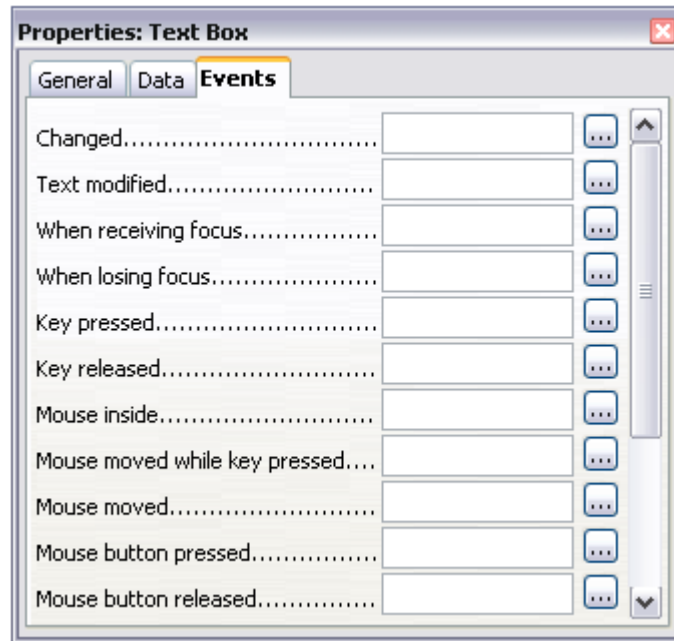 Properties: Text Box
General Data Events
Changed............................... ...
Text modified......................... ...
When receiving focus................ ...
When losing focus.................... ...
Key pressed........................... ...
Key released.......................... ...
Mouse inside.......................... ...
Mouse moved while key pressed.... ...
Mouse moved......................... ...
Mouse button pressed............... ...
Mouse button released.............. ...